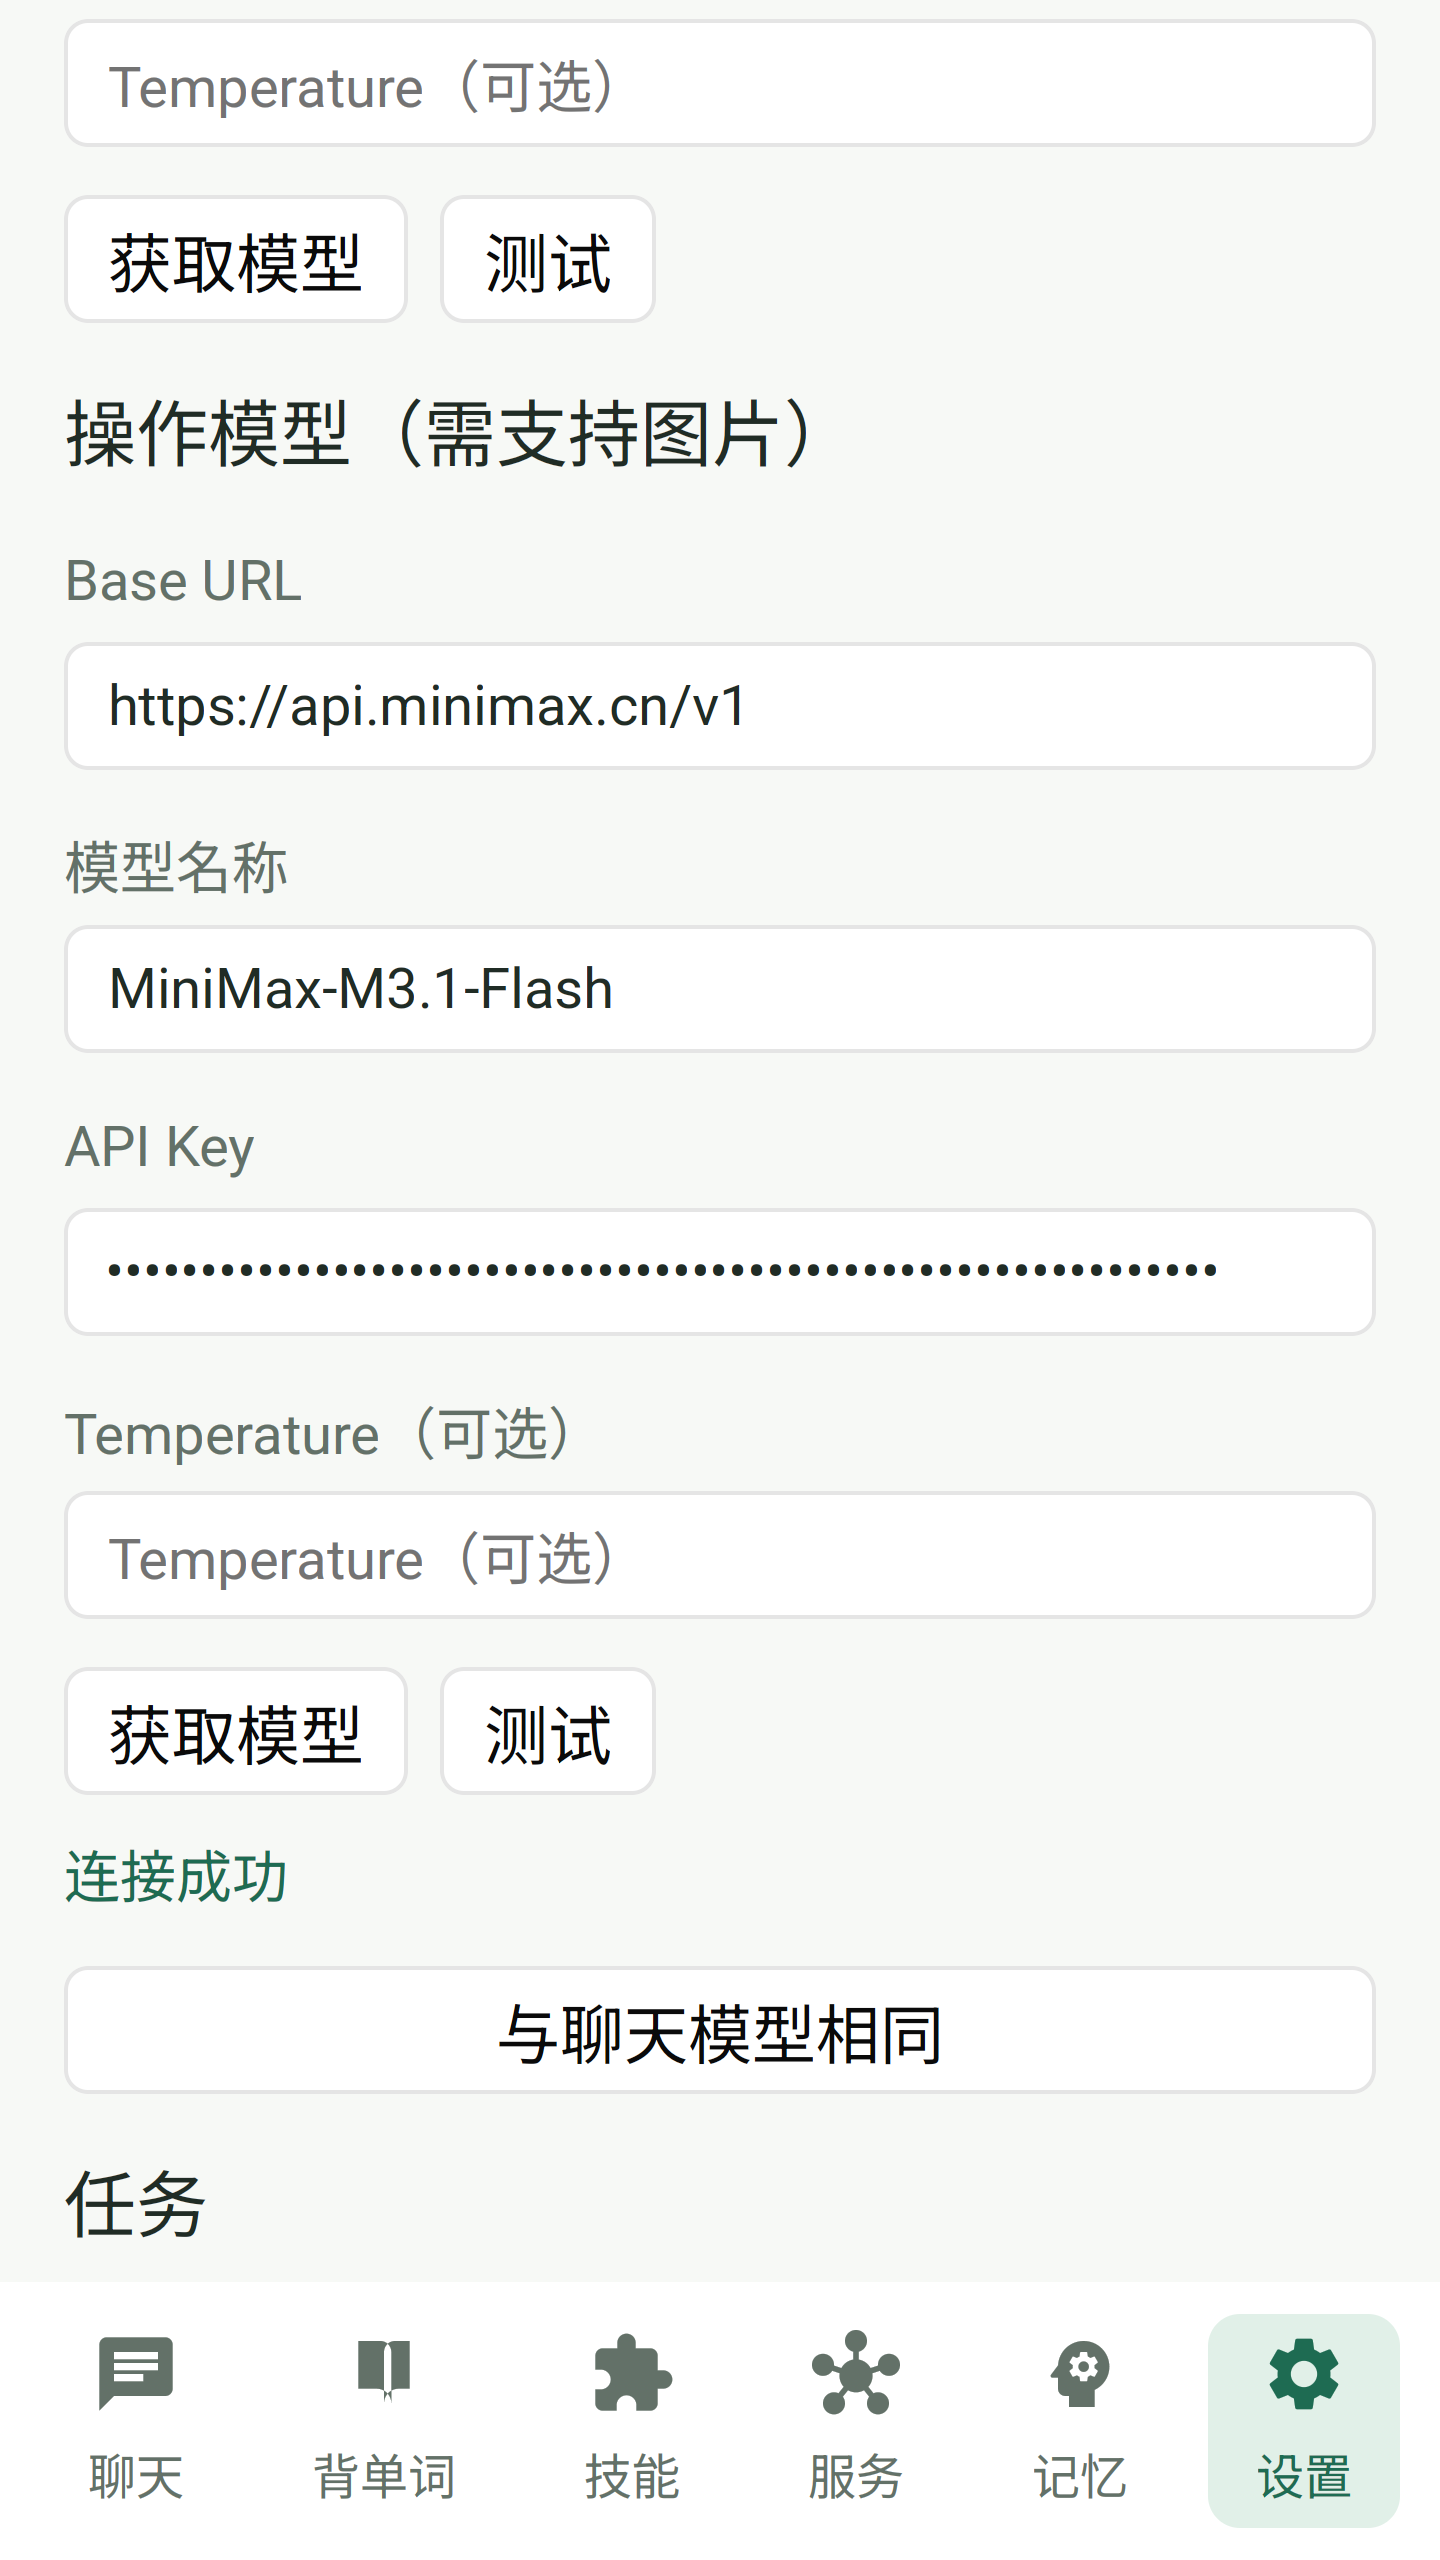 Temperature（可选）
获取模型 测试
操作模型（需支持图片）
Base URL
https://api.minimax.cn/v1
模型名称
MiniMax-M3.1-Flash
API Key
•••••••••••••••••••••••••••••••••••••••••••••••••••••••••••
Temperature（可选）
Temperature（可选）
获取模型 测试
连接成功
与聊天模型相同
任务
聊天 背单词 技能 服务 记忆 设置